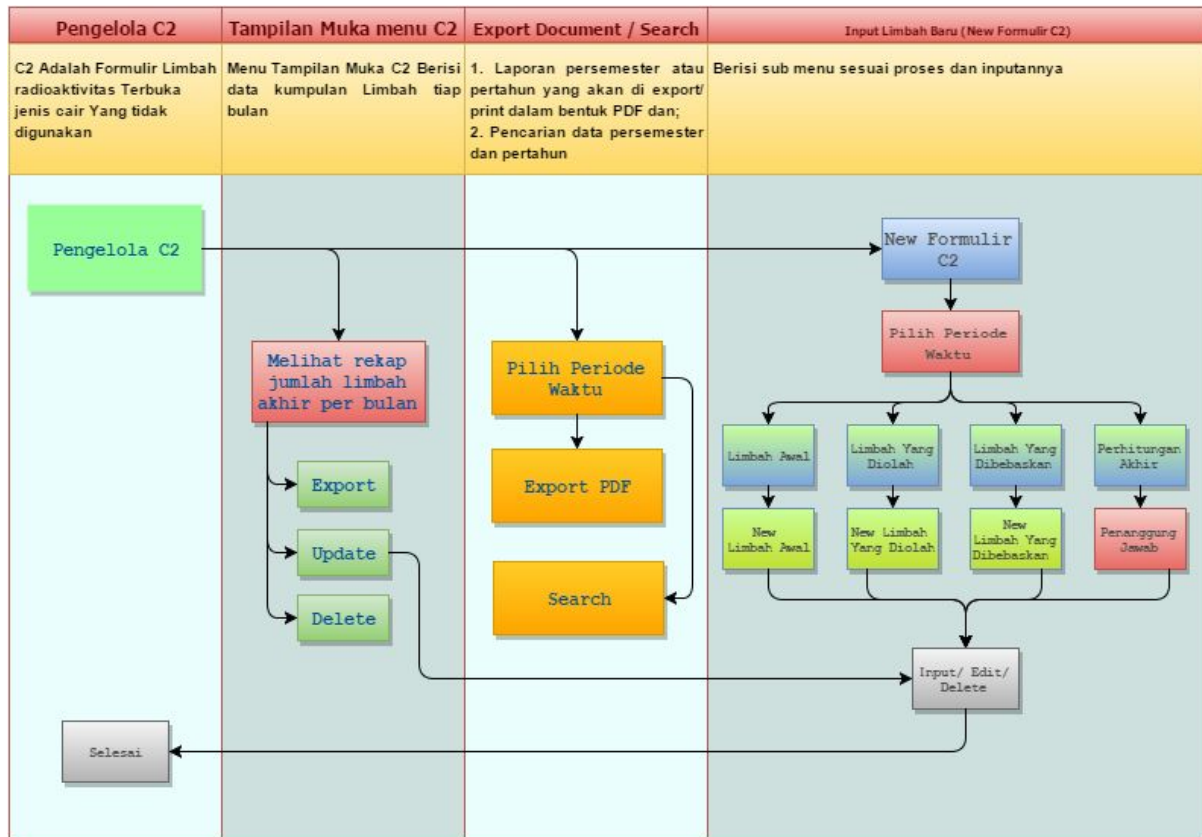 Pengelola C2
Tampilan Muka menu C2
Export Document / Search
Input Limbah Baru (New Formulir C2)
C2 Adalah Formulir Limbah
radioaktivitas Terbuka
jenis cair Yang tidak
digunakan
Menu Tampilan Muka C2 Berisi
data kumpulan Limbah tiap
bulan
1. Laporan persemester atau
pertahun yang akan di export/
print dalam bentuk PDF dan;
2. Pencarian data persemester
dan pertahun
Berisi sub menu sesuai proses dan inputannya
Pengelola C2
New Formulir
C2
Pilih Periode
Waktu
Melihat rekap
jumlah limbah
akhir per bulan
Pilih Periode
Waktu
Limbah Awal
Limbah Yang
Diolah
Limbah Yang
Dibebaskan
Perhitungan
Akhir
Export
Export PDF
New
Limbah Awal
New Limbah
Yang Diolah
New
Limbah Yang
Dibebaskan
Penanggung
Jawab
Update
Search
Delete
Input/ Edit/
Delete
Selesai